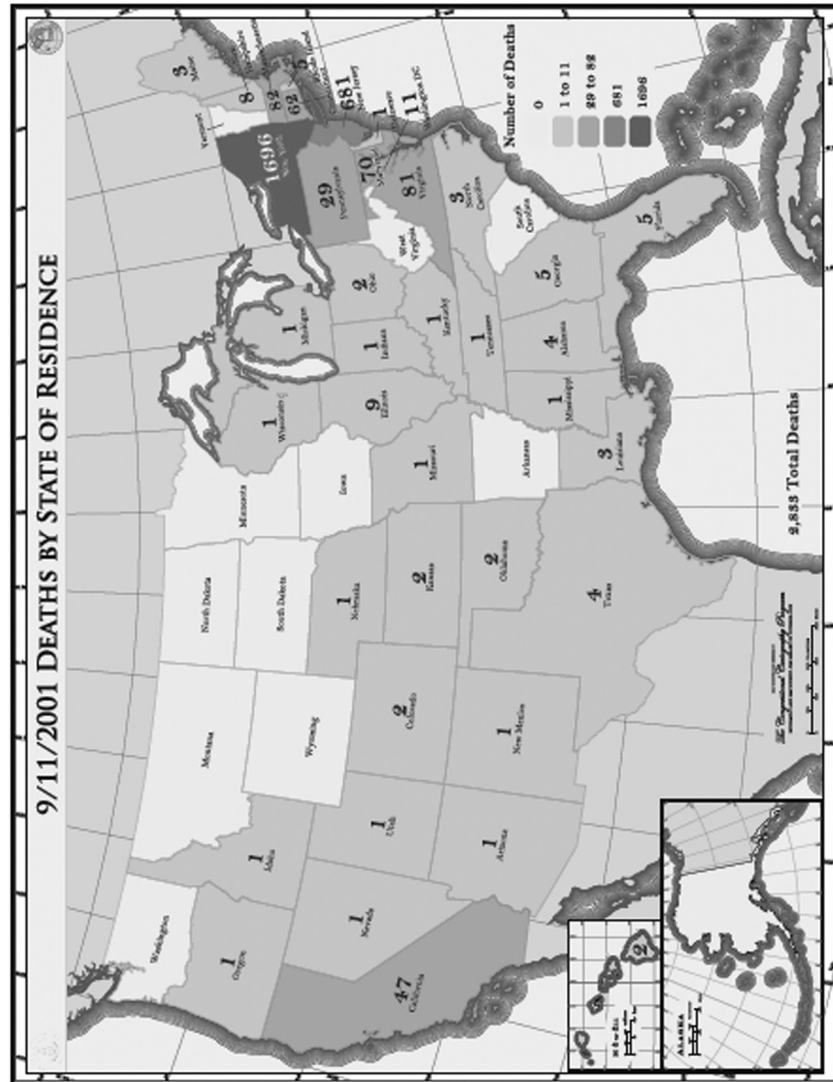 9/11/2001 DEATHS BY STATE OF RESIDENCE
Washington
Montana
North Dakota
Minnesota
1
Wisconsin
1
Michigan
1696
New York
Vermont
3
Maine
8
82
62
5
681
New Jersey
1
11
Washington, DC
1
Oregon
1
Idaho
Wyoming
South Dakota
Iowa
9
Illinois
1
Indiana
2
Ohio
29
Pennsylvania
70
1
Nevada
1
Utah
2
Colorado
1
Nebraska
2
Kansas
1
Missouri
1
Kentucky
West
Virginia
81
Virginia
47
California
1
Arizona
1
New Mexico
2
Oklahoma
Arkansas
1
Tennessee
3
North
Carolina
South
Carolina
4
Texas
3
Louisiana
1
Mississippi
4
Alabama
5
Georgia
5
Florida
HAWAII
2
ALASKA
2,833 Total Deaths
Number of Deaths
0
1 to 11
29 to 82
681
1696